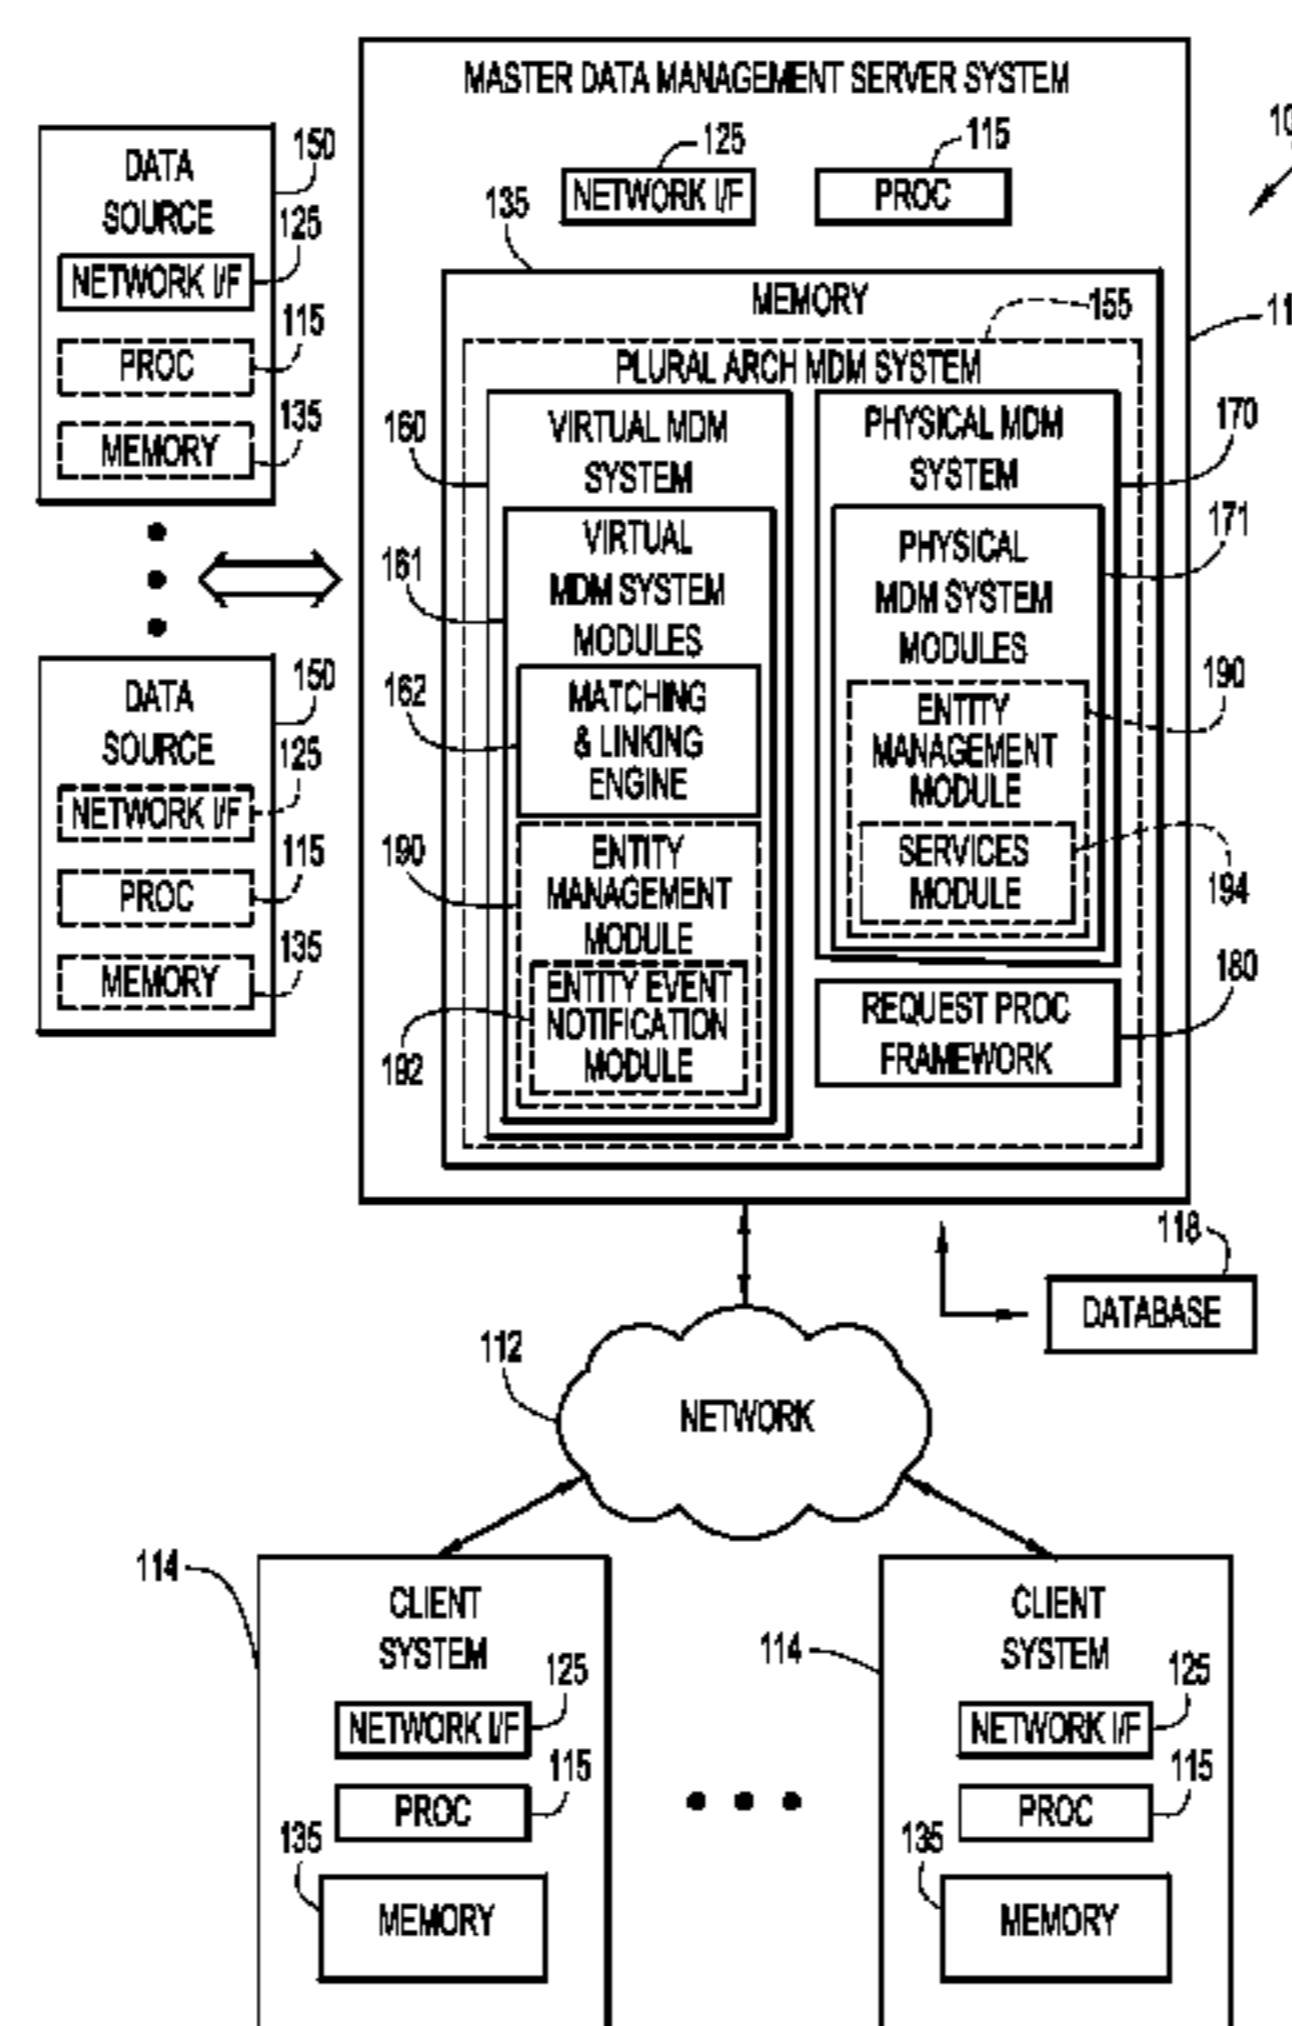 MASTER DATA MANAGEMENT SERVER SYSTEM
125
NETWORK I/F
115
PROC
135
MEMORY
155
PLURAL ARCH MDM SYSTEM
160
VIRTUAL MDM
SYSTEM
161
VIRTUAL
MDM SYSTEM
MODULES
162
MATCHING
& LINKING
ENGINE
190
ENTITY
MANAGEMENT
MODULE
192
ENTITY EVENT
NOTIFICATION
MODULE
PHYSICAL MDM
SYSTEM
170
PHYSICAL
MDM SYSTEM
MODULES
171
ENTITY
MANAGEMENT
MODULE
190
SERVICES
MODULE
194
REQUEST PROC
FRAMEWORK
180
DATA
SOURCE
150
NETWORK I/F
125
PROC
115
MEMORY
135
DATA
SOURCE
150
NETWORK I/F
125
PROC
115
MEMORY
135
118
DATABASE
112
NETWORK
114
CLIENT
SYSTEM
125
NETWORK I/F
115
PROC
135
MEMORY
114
CLIENT
SYSTEM
125
NETWORK I/F
115
PROC
135
MEMORY